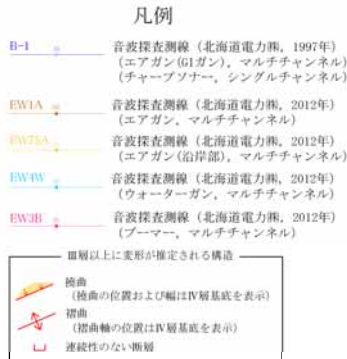 凡例
B-1
音波探査測線（北海道電力㈱，1997年）
（エアガン(GIガン)，マルチチャンネル）
（チャープソナー，シングルチャンネル）
EW1A
音波探査測線（北海道電力㈱，2012年）
（エアガン，マルチチャンネル）
EW75A
音波探査測線（北海道電力㈱，2012年）
（エアガン(沿岸部)，マルチチャンネル）
EW4W
音波探査測線（北海道電力㈱，2012年）
（ウォーターガン，マルチチャンネル）
EW3B
音波探査測線（北海道電力㈱，2012年）
（ブーマー，マルチチャンネル）
Ⅲ層以上に変形が推定される構造
撓曲
（撓曲の位置および幅はⅣ層基底を表示）
褶曲
（褶曲軸の位置はⅣ層基底を表示）
連続性のない断層